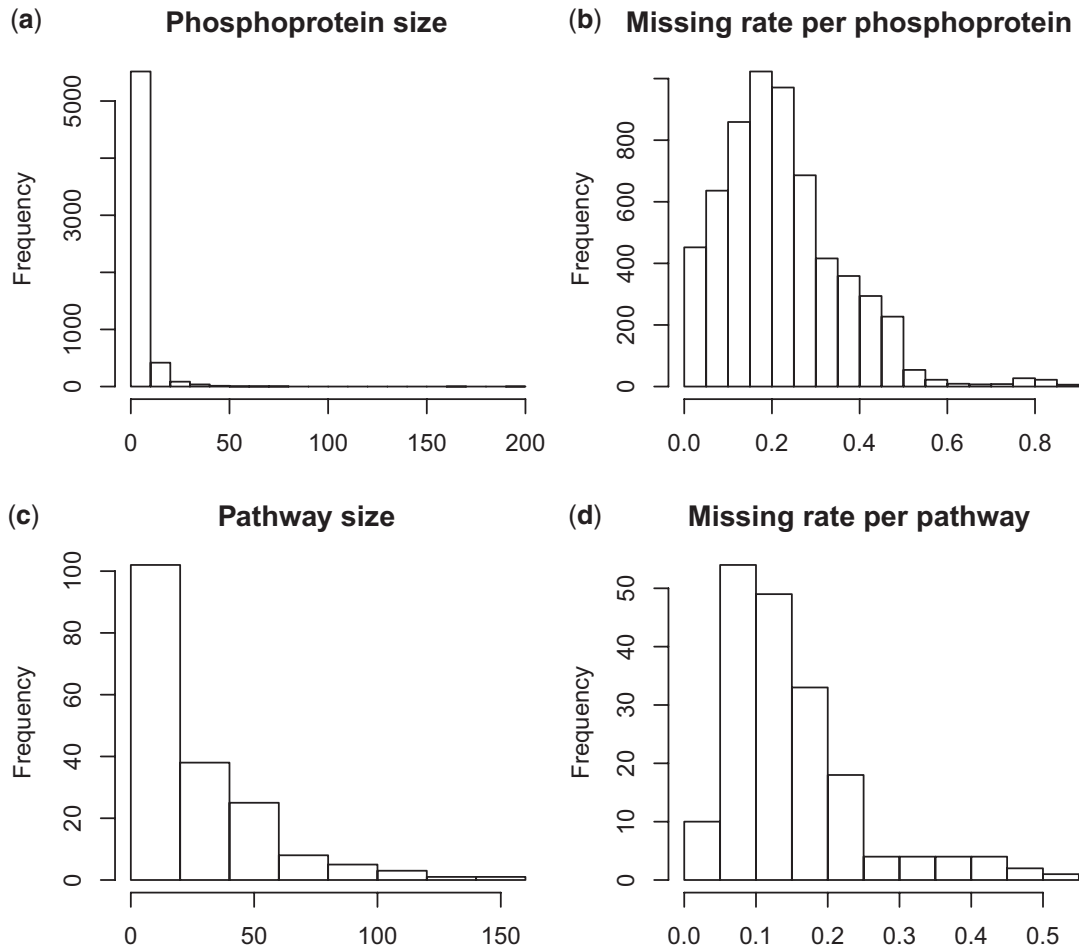 (a) Phosphoprotein size
Frequency
5000
3000
1000
0
0 50 100 150 200
(b) Missing rate per phosphoprotein
Frequency
800
600
400
200
0
0.0 0.2 0.4 0.6 0.8
(c) Pathway size
Frequency
100
80
60
40
20
0
0 50 100 150
(d) Missing rate per pathway
Frequency
50
40
30
20
10
0
0.0 0.1 0.2 0.3 0.4 0.5